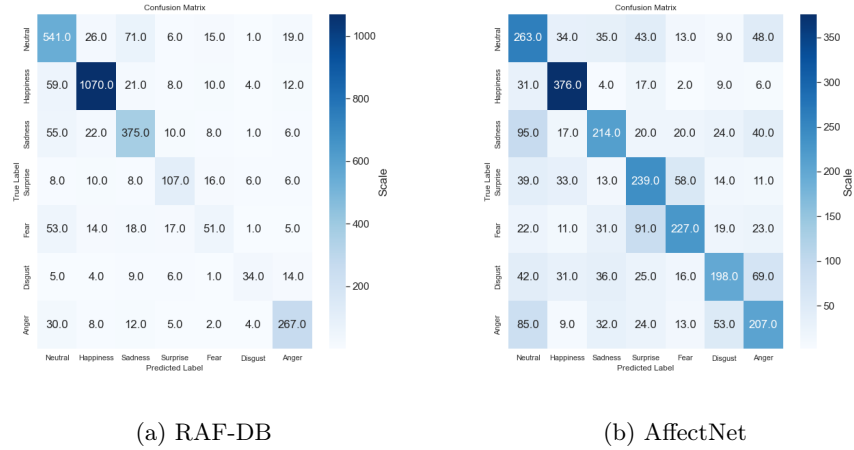 Confusion Matrix
Neutral 541.0 26.0 71.0 6.0 15.0 1.0 19.0
Happiness 59.0 1070.0 21.0 8.0 10.0 4.0 12.0
Sadness 55.0 22.0 375.0 10.0 8.0 1.0 6.0
True Label
Surprise 8.0 10.0 8.0 107.0 16.0 6.0 6.0
Fear 53.0 14.0 18.0 17.0 51.0 1.0 5.0
Disgust 5.0 4.0 9.0 6.0 1.0 34.0 14.0
Anger 30.0 8.0 12.0 5.0 2.0 4.0 267.0
Neutral Happiness Sadness Surprise Fear Disgust Anger
Predicted Label
1000
800
600
400
200
Scale
(a) RAF-DB
Confusion Matrix
Neutral 263.0 34.0 35.0 43.0 13.0 9.0 48.0
Happiness 31.0 376.0 4.0 17.0 2.0 9.0 6.0
Sadness 95.0 17.0 214.0 20.0 20.0 24.0 40.0
True Label
Surprise 39.0 33.0 13.0 239.0 58.0 14.0 11.0
Fear 22.0 11.0 31.0 91.0 227.0 19.0 23.0
Disgust 42.0 31.0 36.0 25.0 16.0 198.0 69.0
Anger 85.0 9.0 32.0 24.0 13.0 53.0 207.0
Neutral Happiness Sadness Surprise Fear Disgust Anger
Predicted Label
350
300
250
200
150
100
50
Scale
(b) AffectNet